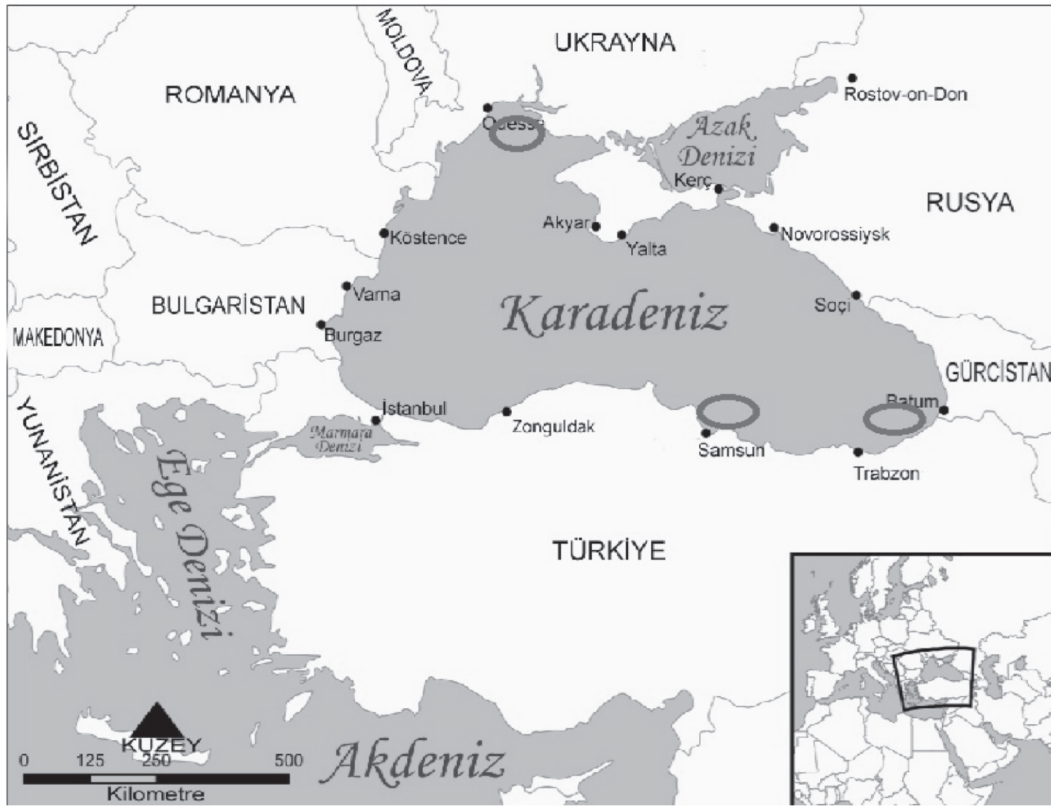 UKRAYNA
MOLDOVA
ROMANYA
Rostov-on-Don
Odessa
Azak
Denizi
SIRBİSTAN
Kerç
RUSYA
Akyar
Yalta
Novorossiysk
Köstence
Varna
Karadeniz
Soçi
BULGARİSTAN
Burgaz
MAKEDONYA
GÜRCİSTAN
Batum
İstanbul
Zonguldak
Marmara
Denizi
Samsun
Trabzon
YUNANİSTAN
Ege Denizi
TÜRKİYE
KUZEY
0 125 250 500
Kilometre
Akdeniz